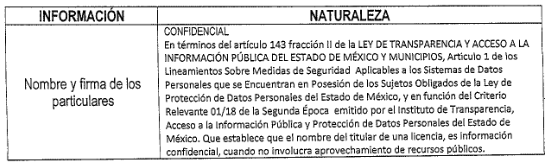 INFORMACIÓN
NATURALEZA
Nombre y firma de los
particulares
CONFIDENCIAL
En términos del artículo 143 fracción II de la LEY DE TRANSPARENCIA Y ACCESO A LA
INFORMACIÓN PÚBLICA DEL ESTADO DE MÉXICO Y MUNICIPIOS, Articulo 1 de los
Lineamientos Sobre Medidas de Seguridad Aplicables a los Sistemas de Datos
Personales que se Encuentran en Posesión de los Sujetos Obligados de la Ley de
Protección de Datos Personales del Estado de México, y en función del Criterio
Relevante 01/18 de la Segunda Época emitido por el Instituto de Transparencia,
Acceso a la Información Pública y Protección de Datos Personales del Estado de
México. Que establece que el nombre del titular de una licencia, es información
confidencial, cuando no involucra aprovechamiento de recursos públicos.